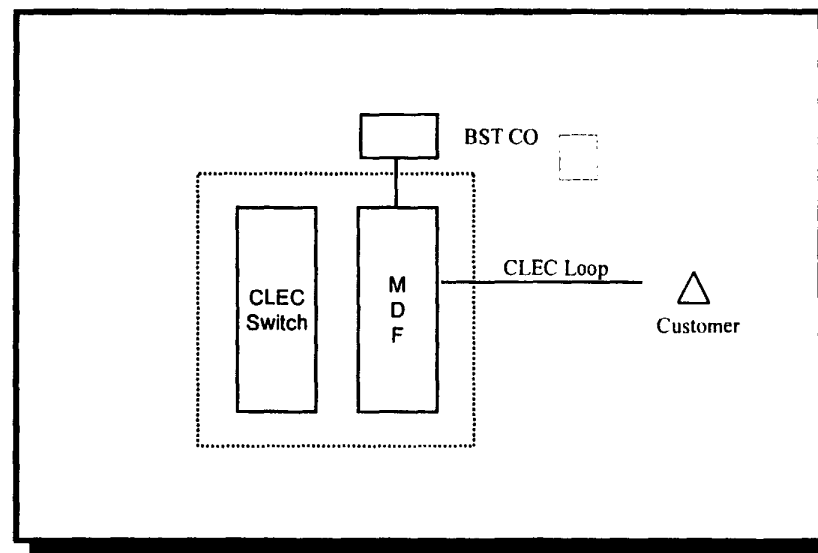 BST CO
CLEC Loop
CLEC
Switch
M
D
F
Customer